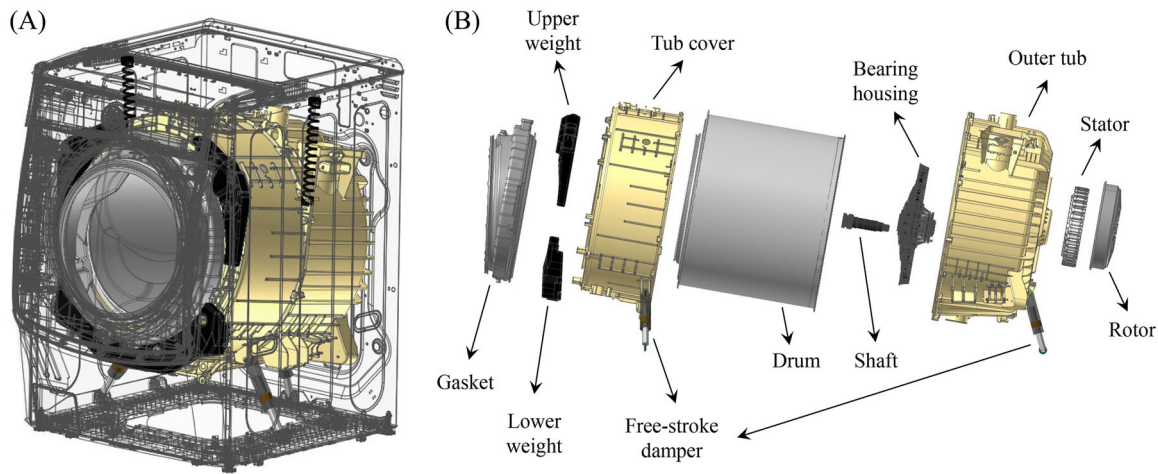 (A)
(B)
Upper
weight
Tub cover
Bearing
housing
Outer tub
Stator
Gasket
Lower
weight
Free-stroke
damper
Drum
Shaft
Rotor